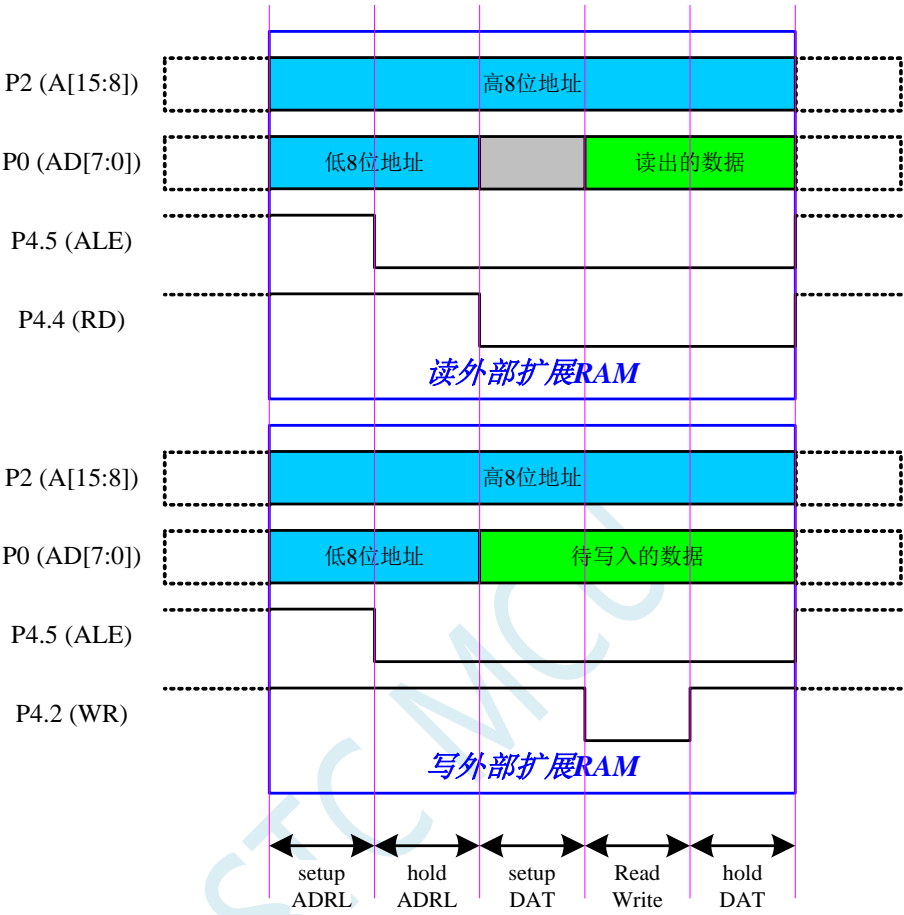 P2 (A[15:8])
高8位地址
P0 (AD[7:0])
低8位地址
读出的数据
P4.5 (ALE)
P4.4 (RD)
读外部扩展RAM
P2 (A[15:8])
高8位地址
P0 (AD[7:0])
低8位地址
待写入的数据
P4.5 (ALE)
P4.2 (WR)
写外部扩展RAM
setup
ADRL
hold
ADRL
setup
DAT
Read
Write
hold
DAT
STC MCU